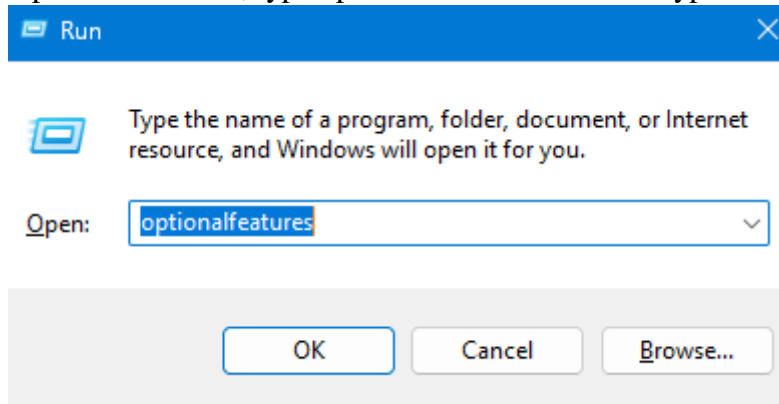 Run
Type the name of a program, folder, document, or Internet
resource, and Windows will open it for you.
Open: optionalfeatures
OK Cancel Browse...